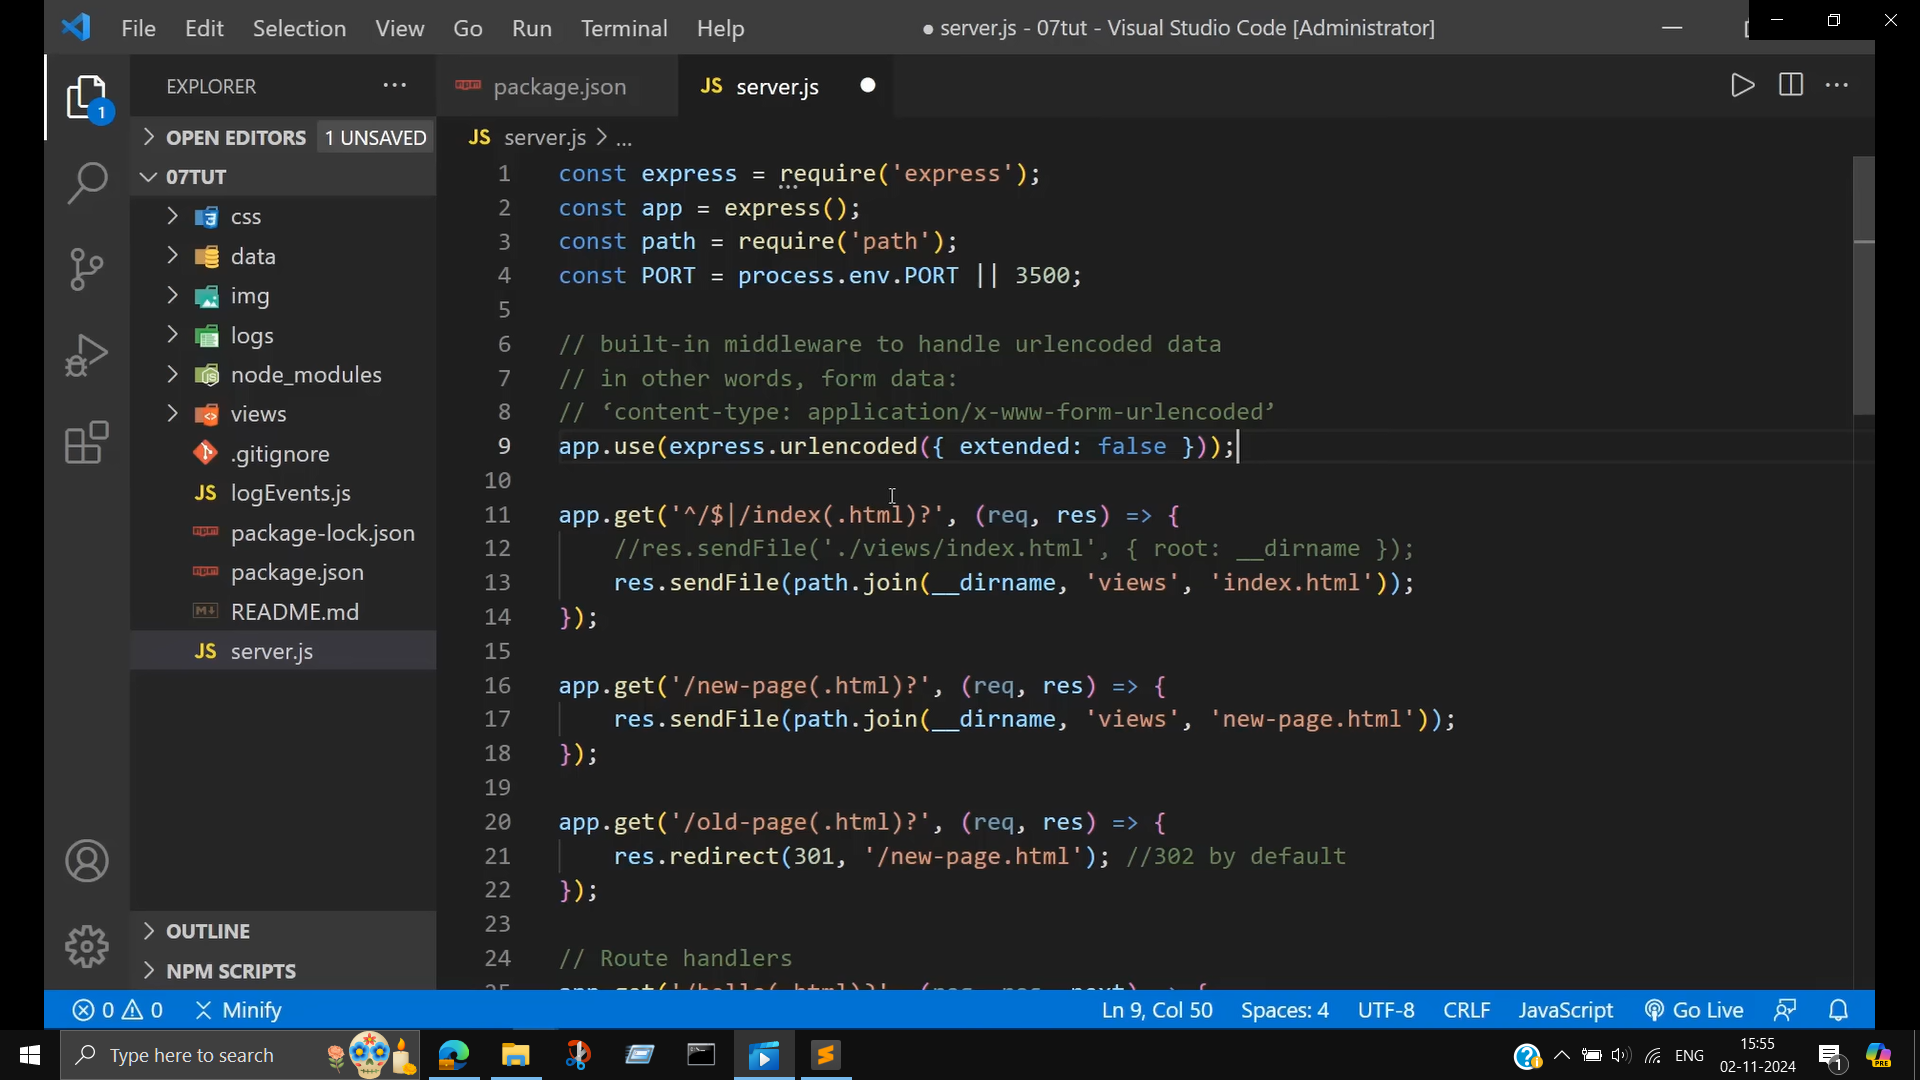 File Edit Selection View Go Run Terminal Help
● server.js - 07tut - Visual Studio Code [Administrator]
EXPLORER
OPEN EDITORS 1 UNSAVED
07TUT
css
data
img
logs
node_modules
views
.gitignore
logEvents.js
package-lock.json
package.json
README.md
server.js
OUTLINE
NPM SCRIPTS
package.json
JS server.js
JS server.js > ...
1 const express = require('express');
2 const app = express();
3 const path = require('path');
4 const PORT = process.env.PORT || 3500;
5
6 // built-in middleware to handle urlencoded data
7 // in other words, form data:
8 // ‘content-type: application/x-www-form-urlencoded’
9 app.use(express.urlencoded({ extended: false }));
10
11 app.get('^/$|/index(.html)?', (req, res) => {
12 //res.sendFile('./views/index.html', { root: __dirname });
13 res.sendFile(path.join(__dirname, 'views', 'index.html'));
14 });
15
16 app.get('/new-page(.html)?', (req, res) => {
17 res.sendFile(path.join(__dirname, 'views', 'new-page.html'));
18 });
19
20 app.get('/old-page(.html)?', (req, res) => {
21 res.redirect(301, '/new-page.html'); //302 by default
22 });
23
24 // Route handlers
25 app.get('/hello(.html)?', (req, res, next) => {
0 0 Minify
Ln 9, Col 50 Spaces: 4 UTF-8 CRLF JavaScript Go Live
Type here to search
ENG
15:55
02-11-2024